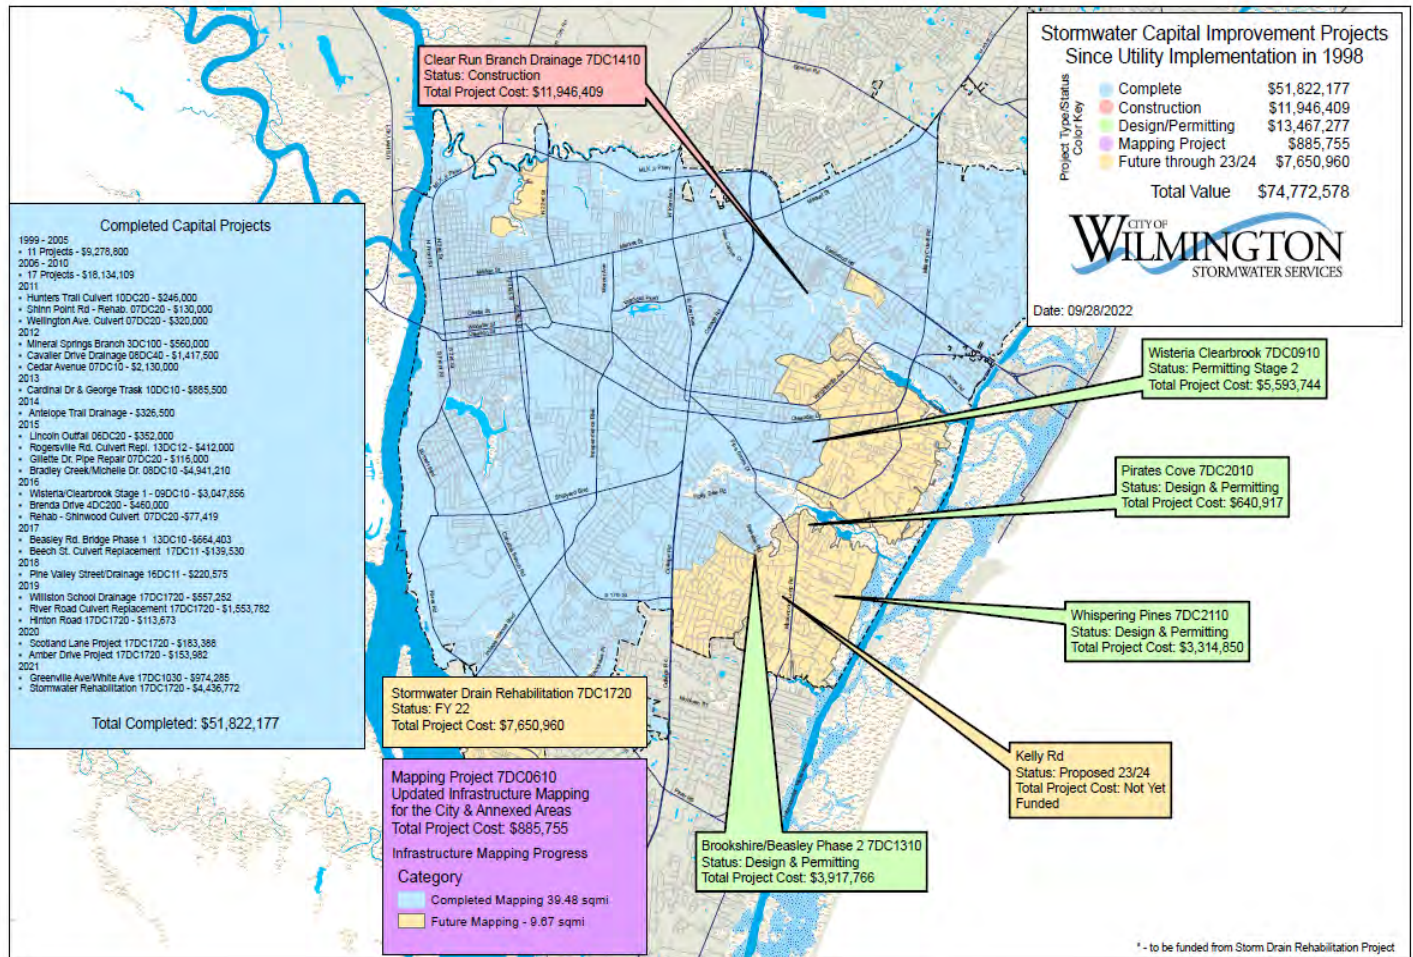 Stormwater Capital Improvement Projects
Since Utility Implementation in 1998
Project Type/Status
Color Key
Complete $51,822,177
Construction $11,946,409
Design/Permitting $13,467,277
Mapping Project $885,755
Future through 23/24 $7,650,960
Total Value $74,772,578
CITY OF
WILMINGTON
STORMWATER SERVICES
Date: 09/28/2022
Clear Run Branch Drainage 7DC1410
Status: Construction
Total Project Cost: $11,946,409
Completed Capital Projects
1999 - 2005
• 11 Projects - $9,278,800
2006 - 2010
• 17 Projects - $18,134,109
2011
• Hunters Trail Culvert 10DC20 - $246,000
• Shinn Point Rd - Rehab. 07DC20 - $130,000
• Wellington Ave. Culvert 07DC20 - $320,000
2012
• Mineral Springs Branch 3DC100 - $560,000
• Cavalier Drive Drainage 08DC40 - $1,417,500
• Cedar Avenue 07DC10 - $2,130,000
2013
• Cardinal Dr & George Trask 10DC10 - $885,500
2014
• Antelope Trail Drainage - $326,500
2015
• Lincoln Outfall 06DC20 - $352,000
• Rogersville Rd. Culvert Repl. 13DC12 - $412,000
• Gillette Dr. Pipe Repair 07DC20 - $116,000
• Bradley Creek/Michelle Dr. 08DC10 -$4,941,210
2016
• Wisteria/Clearbrook Stage 1 - 09DC10 - $3,047,856
• Brenda Drive 4DC200 - $460,000
• Rehab - Shinwood Culvert 07DC20 -$77,419
2017
• Beasley Rd. Bridge Phase 1 13DC10 -$664,403
• Beech St. Culvert Replacement 17DC11 -$139,530
2018
• Pine Valley Street/Drainage 16DC11 - $220,575
2019
• Williston School Drainage 17DC1720 - $557,252
• River Road Culvert Replacement 17DC1720 - $1,553,782
• Hinton Road 17DC1720 - $113,673
2020
• Scotland Lane Project 17DC1720 - $183,388
• Amber Drive Project 17DC1720 - $153,982
2021
• Greenville Ave/White Ave 17DC1030 - $974,285
• Stormwater Rehabilitation 17DC1720 - $4,436,772
Total Completed: $51,822,177
Wisteria Clearbrook 7DC0910
Status: Permitting Stage 2
Total Project Cost: $5,593,744
Pirates Cove 7DC2010
Status: Design & Permitting
Total Project Cost: $640,917
Whispering Pines 7DC2110
Status: Design & Permitting
Total Project Cost: $3,314,850
Kelly Rd
Status: Proposed 23/24
Total Project Cost: Not Yet
Funded
Brookshire/Beasley Phase 2 7DC1310
Status: Design & Permitting
Total Project Cost: $3,917,766
Stormwater Drain Rehabilitation 7DC1720
Status: FY 22
Total Project Cost: $7,650,960
Mapping Project 7DC0610
Updated Infrastructure Mapping
for the City & Annexed Areas
Total Project Cost: $885,755
Infrastructure Mapping Progress
Category
Completed Mapping 39.48 sqmi
Future Mapping - 9.67 sqmi
* - to be funded from Storm Drain Rehabilitation Project
Market St
Shipyard Blvd
College Rd